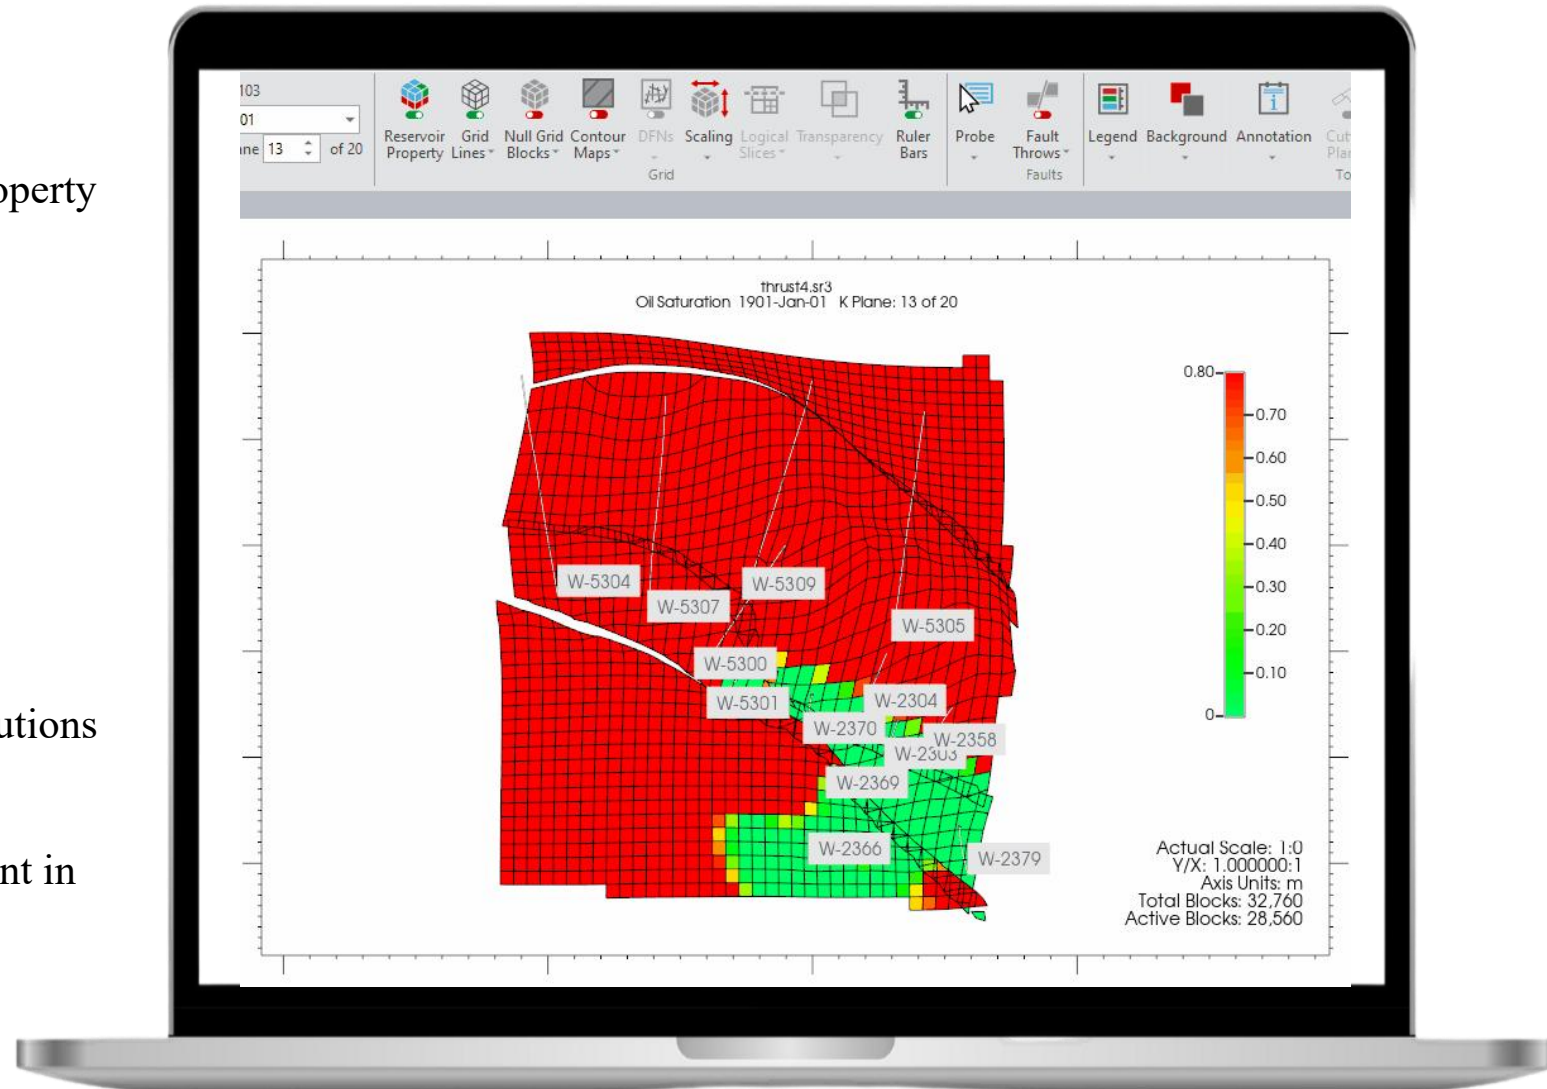 operty
utions
nt in
103
01
ane 13 of 20
Reservoir Property
Grid Lines
Null Grid Blocks
Contour Maps
DFNs
Scaling
Logical Slices
Transparency
Ruler Bars
Grid
Probe
Fault Throws
Faults
Legend
Background
Annotation
To
thrust4.sr3
Oil Saturation 1901-Jan-01 K Plane: 13 of 20
0.80
0.70
0.60
0.50
0.40
0.30
0.20
0.10
0
W-5304
W-5309
W-5307
W-5305
W-5300
W-5301
W-2304
W-2370
W-2358
W-2303
W-2369
W-2366
W-2379
Actual Scale: 1:0
Y/X: 1.000000:1
Axis Units: m
Total Blocks: 32,760
Active Blocks: 28,560